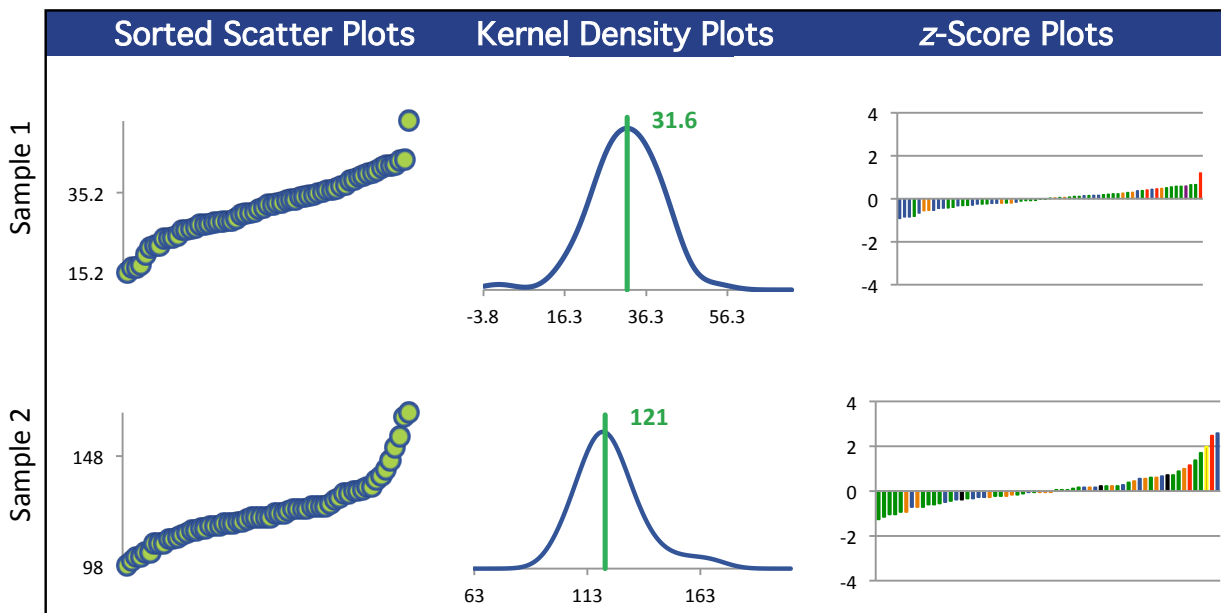 Sorted Scatter Plots
Kernel Density Plots
z-Score Plots
Sample 1
35.2
15.2
31.6
-3.8 16.3 36.3 56.3
4
2
0
-2
-4
Sample 2
148
98
121
63 113 163
4
2
0
-2
-4